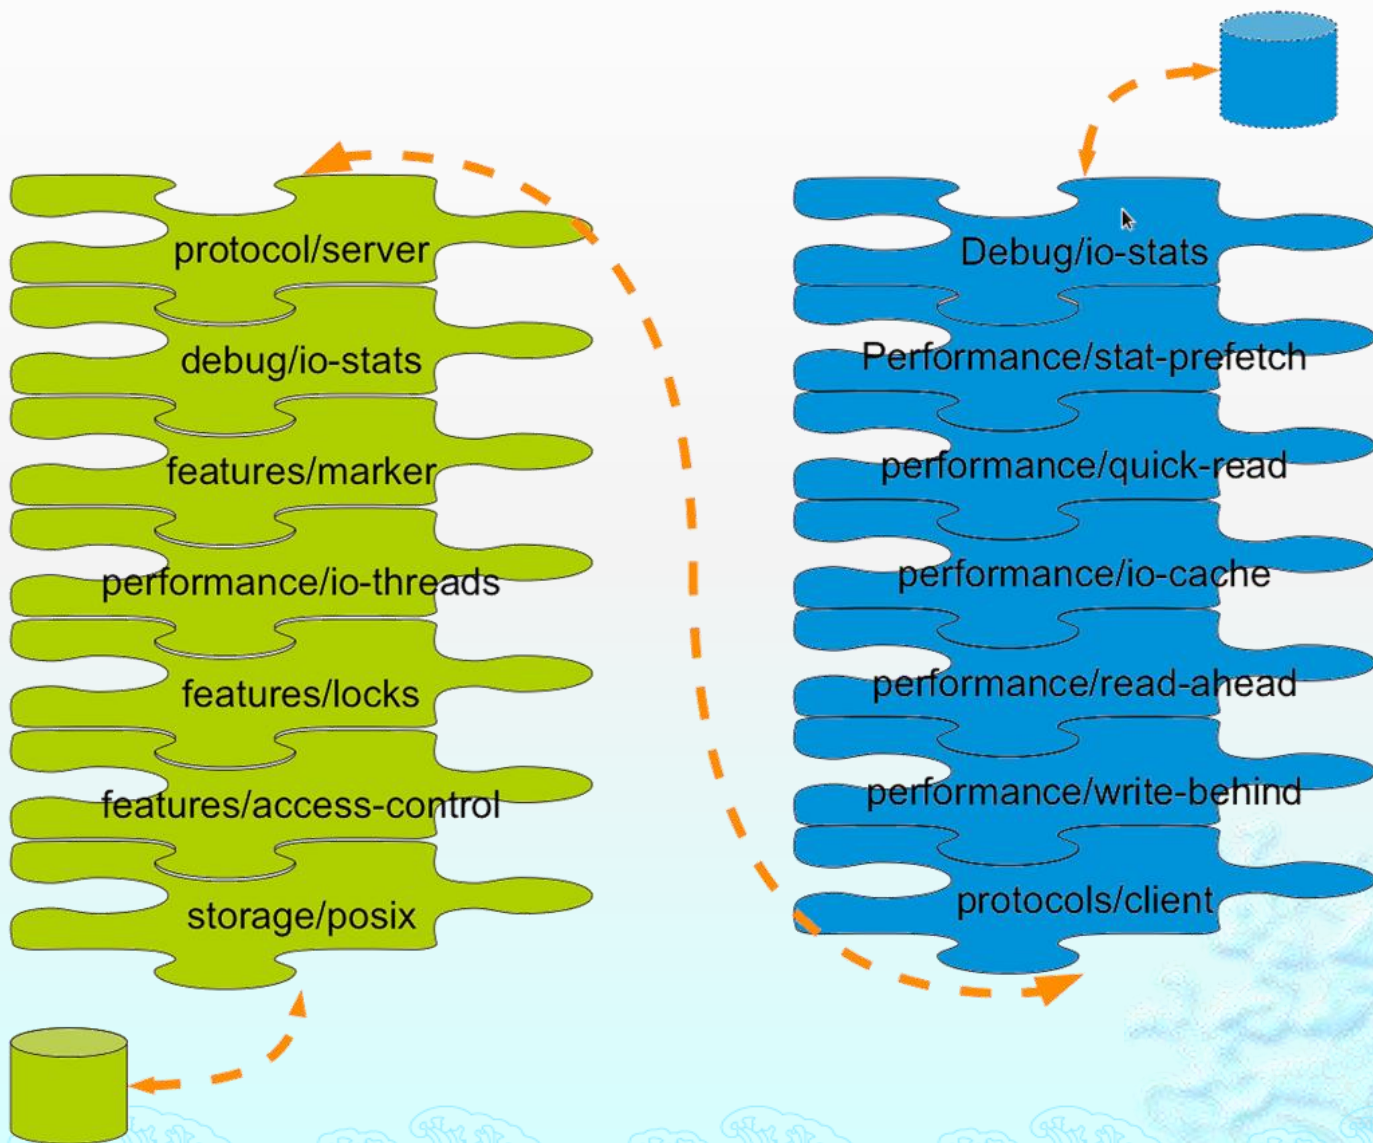 protocol/server
debug/io-stats
features/marker
performance/io-threads
features/locks
features/access-control
storage/posix
Debug/io-stats
Performance/stat-prefetch
performance/quick-read
performance/io-cache
performance/read-ahead
performance/write-behind
protocols/client